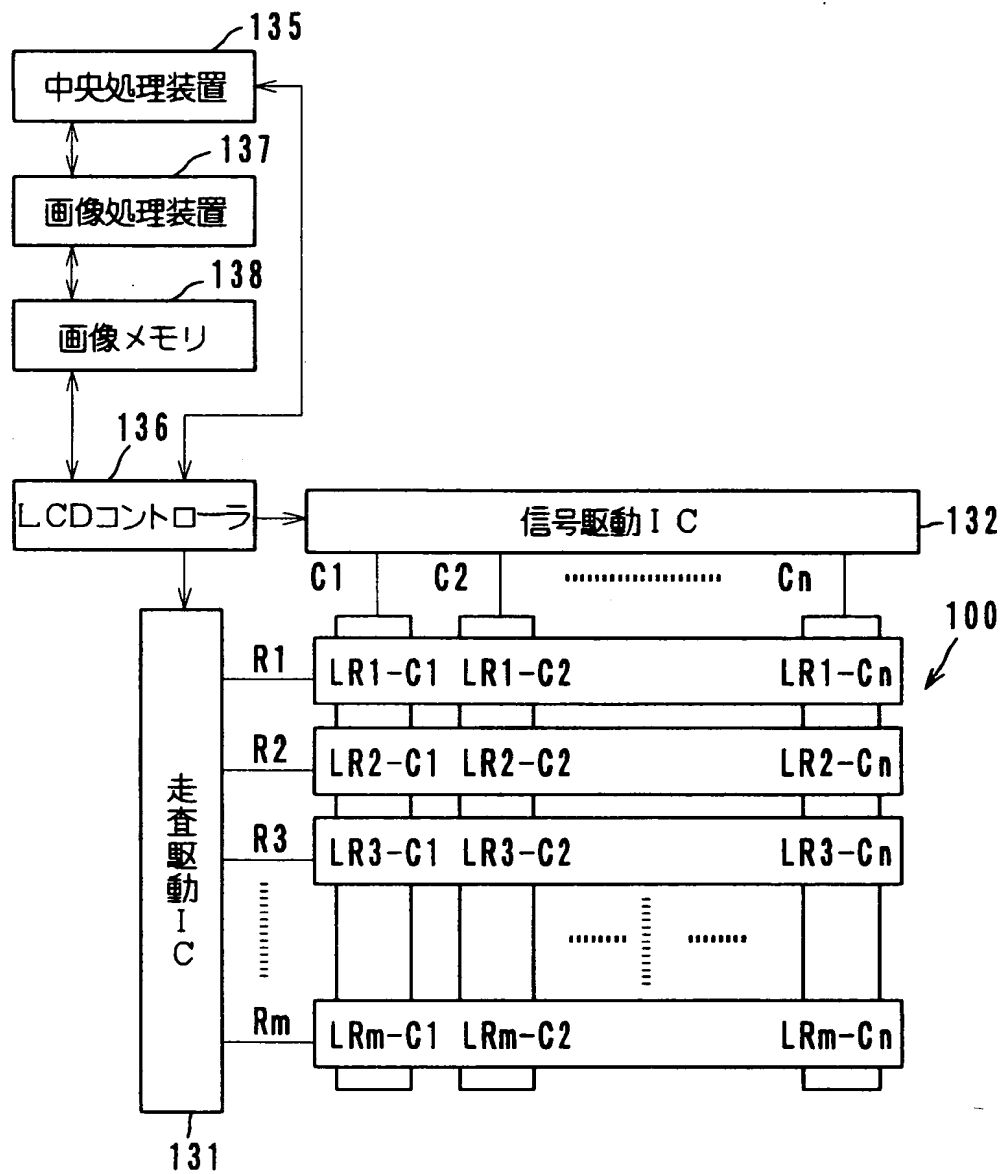 135
中央処理装置
137
画像処理装置
138
画像メモリ
136
LCDコントローラ
信号駆動IC
132
C1 C2 Cn
100
R1 LR1-C1 LR1-C2 LR1-Cn
R2 LR2-C1 LR2-C2 LR2-Cn
R3 LR3-C1 LR3-C2 LR3-Cn
Rm LRm-C1 LRm-C2 LRm-Cn
走査駆動IC
131